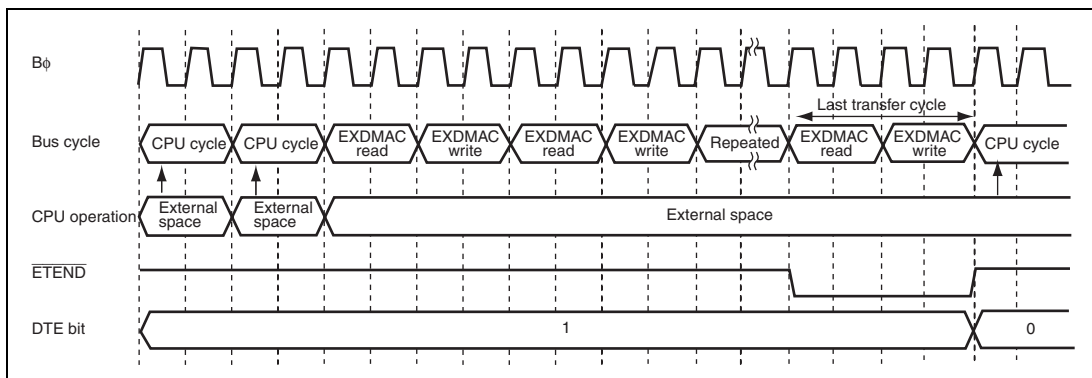 Bϕ
Last transfer cycle
Bus cycle
CPU cycle
CPU cycle
EXDMAC
read
EXDMAC
write
EXDMAC
read
EXDMAC
write
Repeated
EXDMAC
read
EXDMAC
write
CPU cycle
CPU operation
External
space
External
space
External space
ETEND
DTE bit
1
0